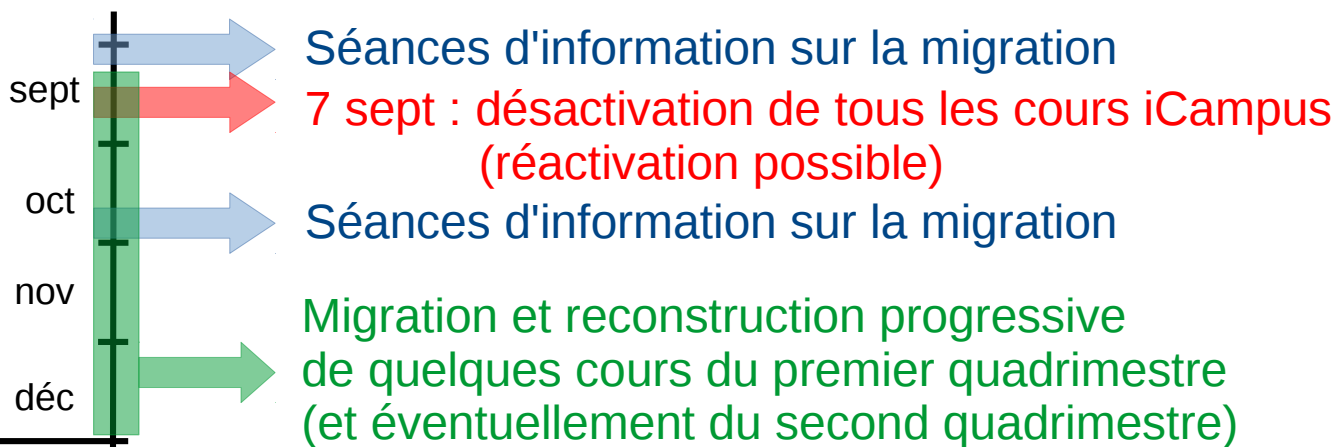 Séances d'information sur la migration
sept
7 sept : désactivation de tous les cours iCampus
(réactivation possible)
oct
Séances d'information sur la migration
nov
Migration et reconstruction progressive
de quelques cours du premier quadrimestre
déc
(et éventuellement du second quadrimestre)